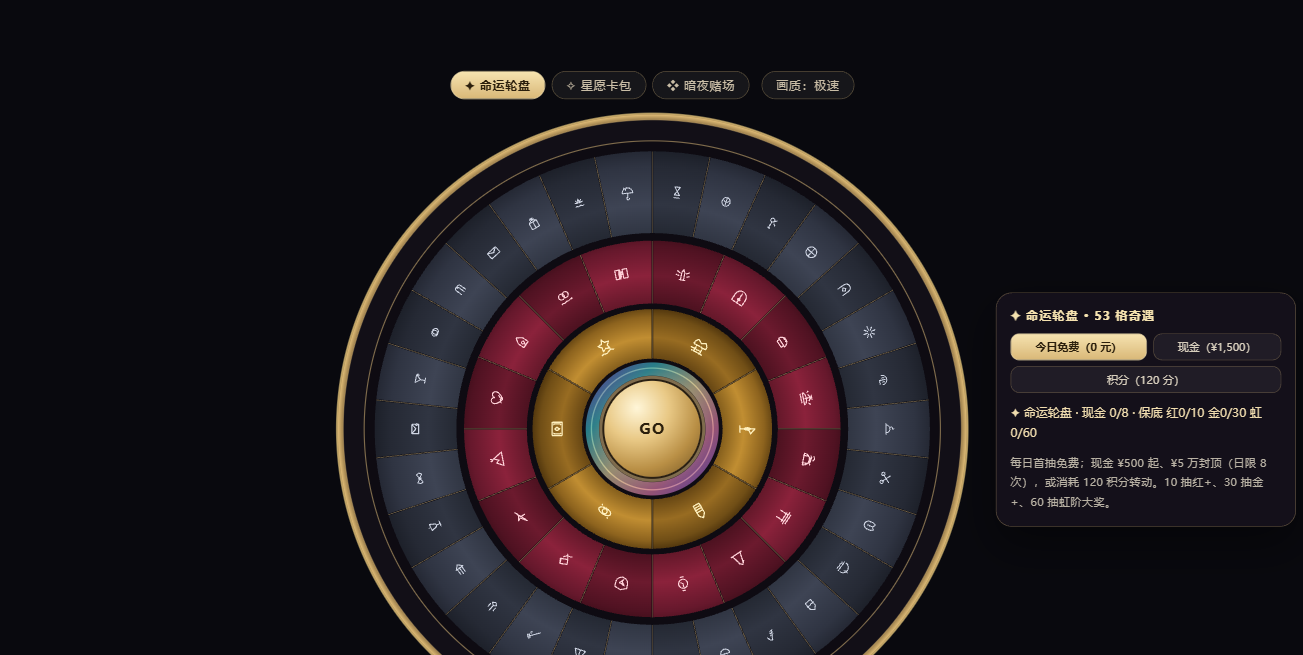 ✦ 命运轮盘
✧ 星愿卡包
❖ 暗夜赌场
画质：极速
GO
✦ 命运轮盘 • 53 格奇遇
今日免费（0 元）
现金（¥1,500）
积分（120 分）
✦ 命运轮盘 · 现金 0/8 · 保底 红0/10 金0/30 虹
0/60
每日首抽免费；现金 ¥500 起、¥5 万封顶（日限 8
次），或消耗 120 积分转动。10 抽红+、30 抽金
+、60 抽虹阶大奖。